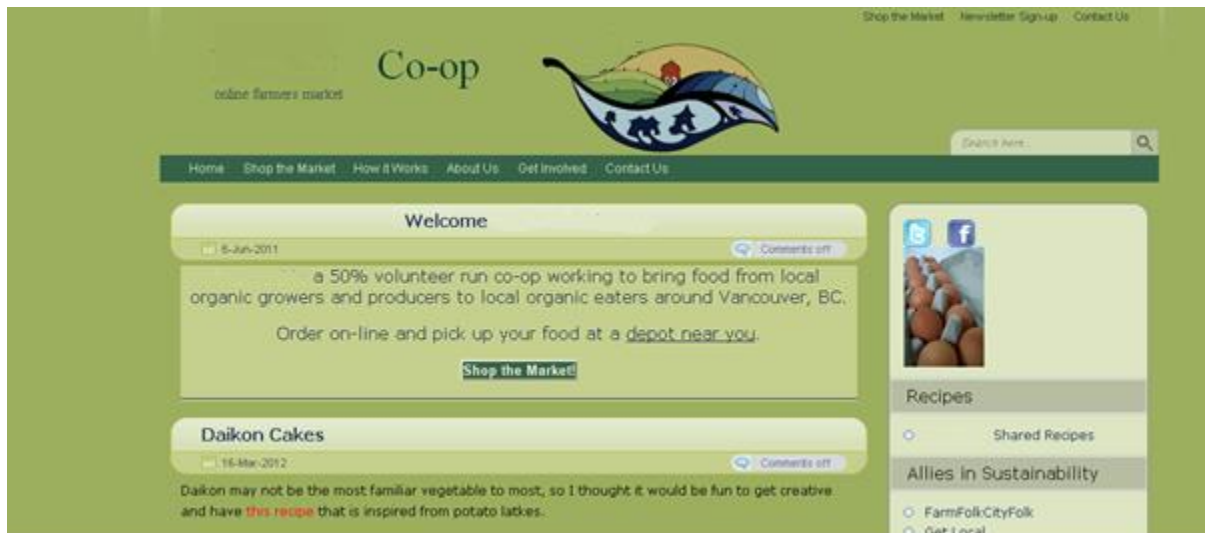 Shop the Market Newsletter Sign-up Contact Us
Co-op
online farmers market
Search here..
Home Shop the Market How it Works About Us Get Involved Contact Us
Welcome
6-Jun-2011 Comments off
a 50% volunteer run co-op working to bring food from local
organic growers and producers to local organic eaters around Vancouver, BC.
Order on-line and pick up your food at a depot near you.
Shop the Market!
Daikon Cakes
16-Mar-2012 Comments off
Daikon may not be the most familiar vegetable to most, so I thought it would be fun to get creative
and have this recipe that is inspired from potato latkes.
Recipes
Shared Recipes
Allies in Sustainability
FarmFolkCityFolk
Get Local